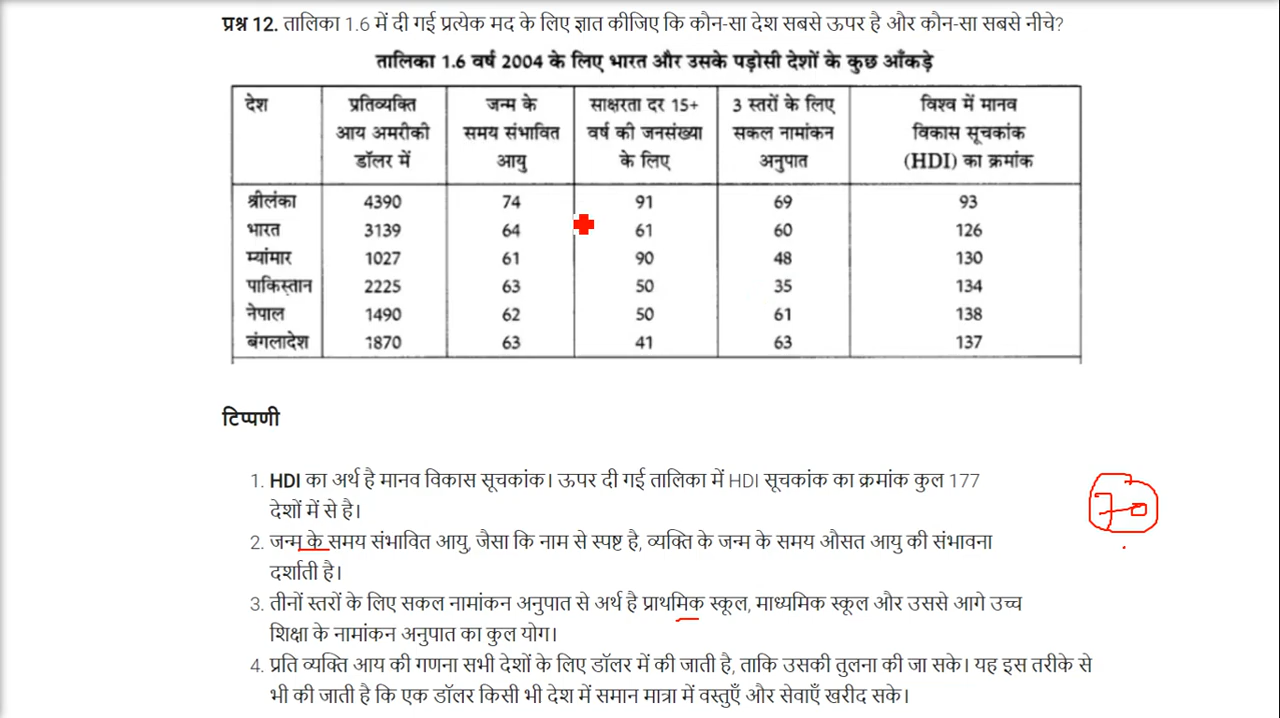 प्रश्न 12. तालिका 1.6 में दी गई प्रत्येक मद के लिए ज्ञात कीजिए कि कौन-सा देश सबसे ऊपर है और कौन-सा सबसे नीचे?
तालिका 1.6 वर्ष 2004 के लिए भारत और उसके पड़ोसी देशों के कुछ आँकड़े
देश प्रतिव्यक्ति जन्म के साक्षरता दर 15+ 3 स्तरों के लिए विश्व में मानव
आय अमरीकी समय संभावित वर्ष की जनसंख्या सकल नामांकन विकास सूचकांक
डॉलर में आयु के लिए अनुपात (HDI) का क्रमांक
श्रीलंका 4390 74 91 69 93
भारत 3139 64 61 60 126
म्यांमार 1027 61 90 48 130
पाकिस्तान 2225 63 50 35 134
नेपाल 1490 62 50 61 138
बंगलादेश 1870 63 41 63 137
टिप्पणी
1. HDI का अर्थ है मानव विकास सूचकांक। ऊपर दी गई तालिका में HDI सूचकांक का क्रमांक कुल 177
देशों में से है।
70
2. जन्म के समय संभावित आयु, जैसा कि नाम से स्पष्ट है, व्यक्ति के जन्म के समय औसत आयु की संभावना
दर्शाती है।
3. तीनों स्तरों के लिए सकल नामांकन अनुपात से अर्थ है प्राथमिक स्कूल, माध्यमिक स्कूल और उससे आगे उच्च
शिक्षा के नामांकन अनुपात का कुल योग।
4. प्रति व्यक्ति आय की गणना सभी देशों के लिए डॉलर में की जाती है, ताकि उसकी तुलना की जा सके। यह इस तरीके से
भी की जाती है कि एक डॉलर किसी भी देश में समान मात्रा में वस्तुएँ और सेवाएँ खरीद सके।